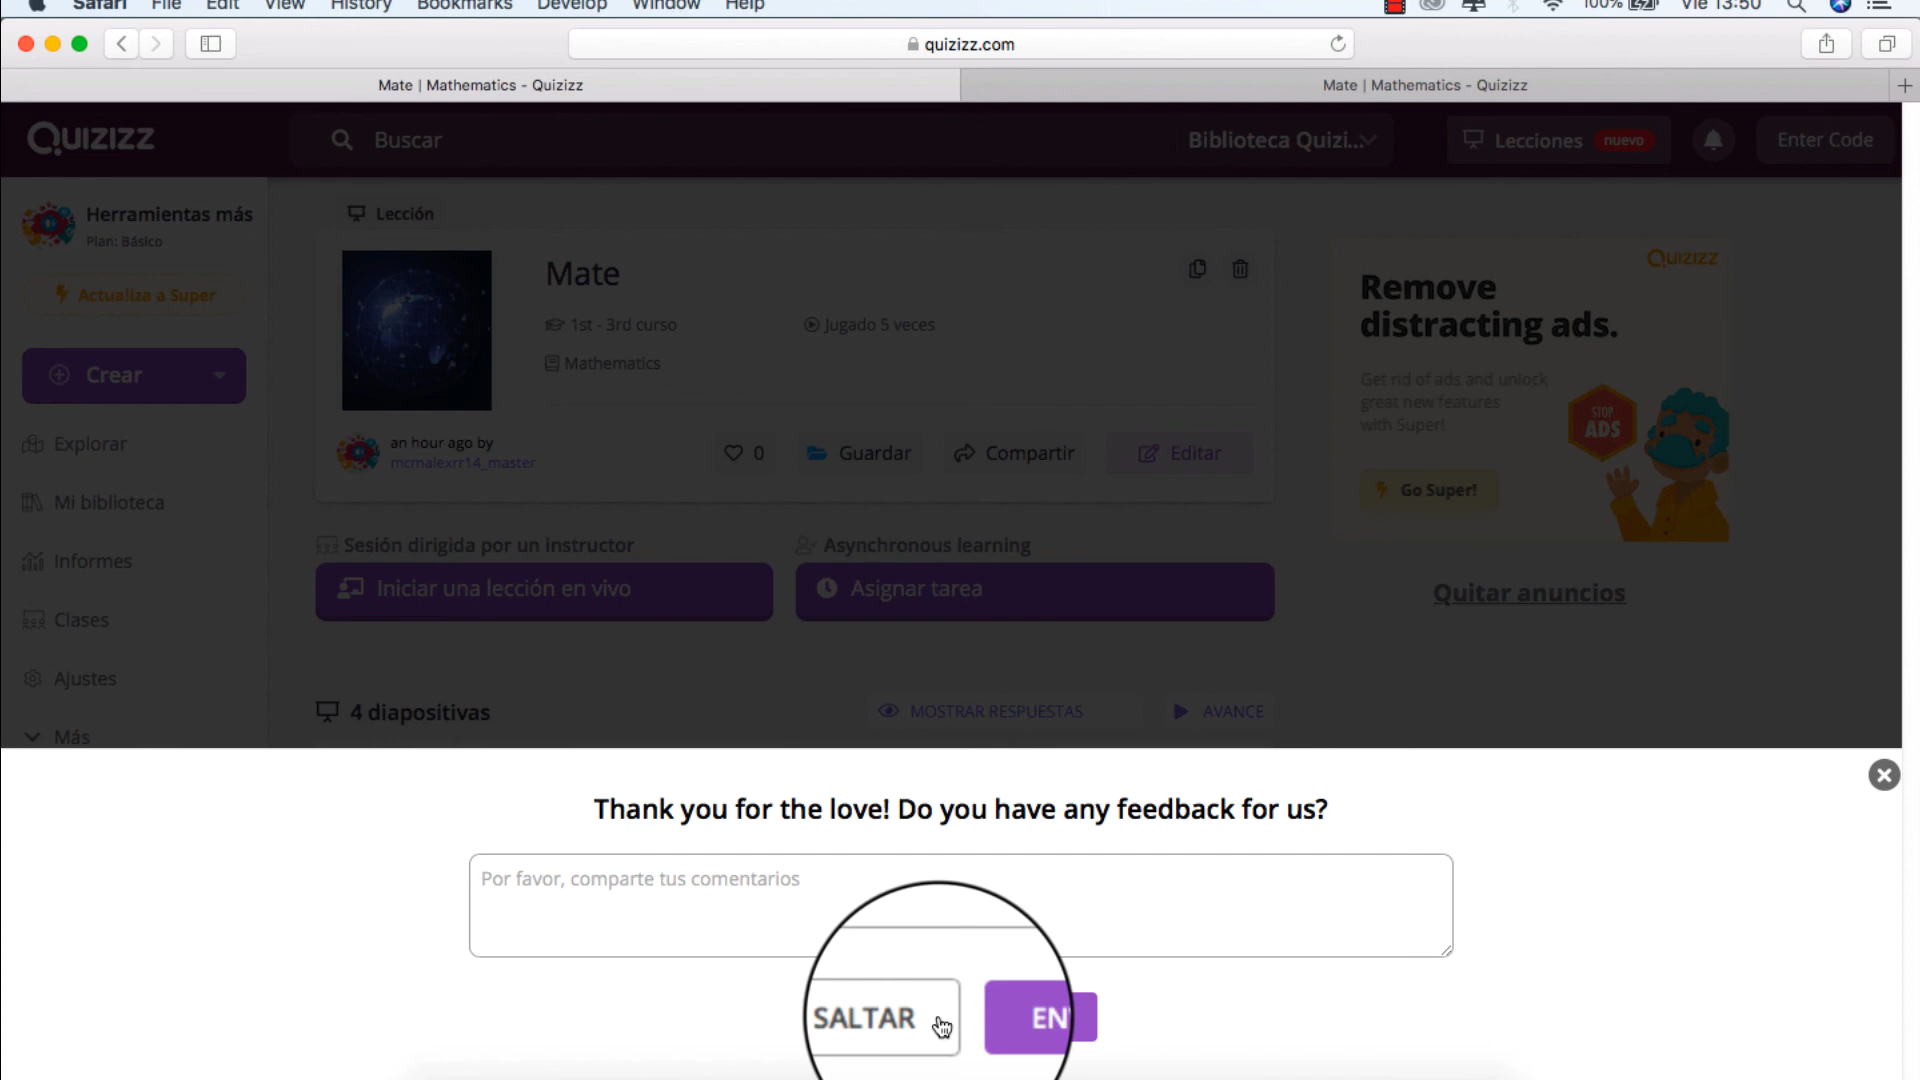 Safari File Edit View History Bookmarks Develop Window Help 100% Vie 13:50
quizizz.com
Mate | Mathematics - Quizizz Mate | Mathematics - Quizizz
Quizizz Buscar Biblioteca Quizi... Lecciones nuevo Enter Code
Herramientas más
Plan: Básico
Actualiza a Super
Crear
Explorar
Mi biblioteca
Informes
Clases
Ajustes
Más
Lección
Mate
1st - 3rd curso Jugado 5 veces
Mathematics
an hour ago by
mcmalexrr14_master
0 Guardar Compartir Editar
Sesión dirigida por un instructor Asynchronous learning
Iniciar una lección en vivo Asignar tarea
4 diapositivas MOSTRAR RESPUESTAS AVANCE
Quizizz
Remove
distracting ads.
Get rid of ads and unlock
great new features
with Super!
STOP
ADS
Go Super!
Quitar anuncios
Thank you for the love! Do you have any feedback for us?
Por favor, comparte tus comentarios
SALTAR EN